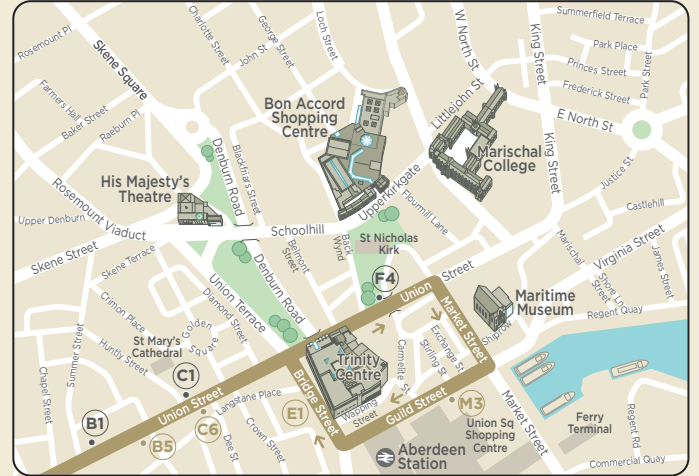 Rosemount Pl
Skene Square
Charlotte Street
George Street
John St
Loch Street
W North St
King Street
Summerfield Terrace
Park Place
Princes Street
Frederick Street
Park Street
E North St
Farmers Hall
Baker Street
Raeburn Pl
Bon Accord
Shopping
Centre
Littlejohn St
Marischal
College
King
Street
Justice St
Blackfriars Street
Denburn Road
His Majesty's
Theatre
Upperkirkgate
Flourmill Lane
Castlehill
Rosemount Viaduct
Upper Denburn
Schoolhill
Skene Street
Skene Terrace
Belmont
Street
Back
Wynd
St Nicholas
Kirk
Marischal
Street
Virginia Street
James Street
Shore Ln
Regent Quay
Denburn Road
Union Terrace
F4
Union
Street
Market Street
Maritime
Museum
Shiprow
Crimon Place
Golden
Square
Diamond Street
Huntly Street
St Mary's
Cathedral
Summer Street
Chapel Street
Trinity
Centre
Carmelite St
Stirling St
Exchange St
C1
Union Street
Langstane Place
Bridge Street
Wapping
Street
Guild Street
M3
E1
C6
B5
B1
Dee St
Crown Street
Market Street
Union Sq
Shopping
Centre
Aberdeen
Station
Ferry
Terminal
Regent Rd
Commercial Quay